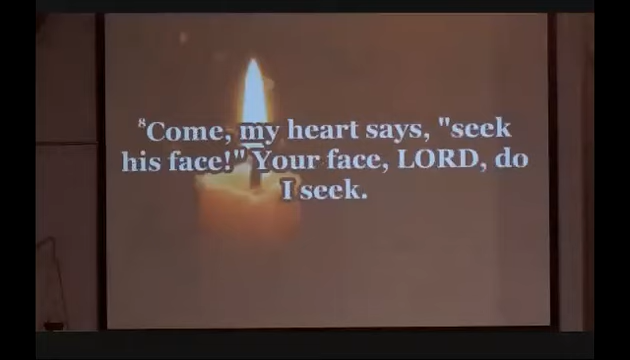 ⁸Come, my heart says, "seek
his face!" Your face, LORD, do
I seek.